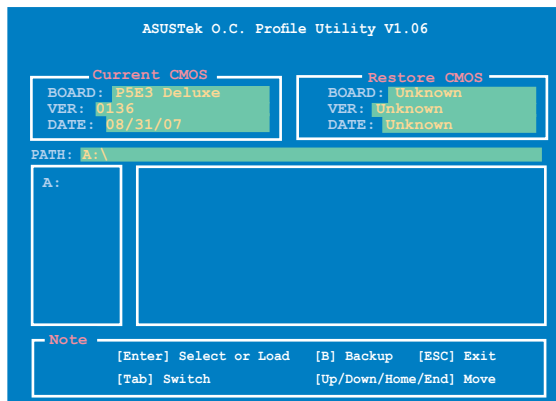 ASUSTek O.C. Profile Utility V1.06
Current CMOS
BOARD: P5E3 Deluxe
VER: 0136
DATE: 08/31/07
Restore CMOS
BOARD: Unknown
VER: Unknown
DATE: Unknown
PATH: A:\
A:
Note
[Enter] Select or Load [B] Backup [ESC] Exit
[Tab] Switch [Up/Down/Home/End] Move